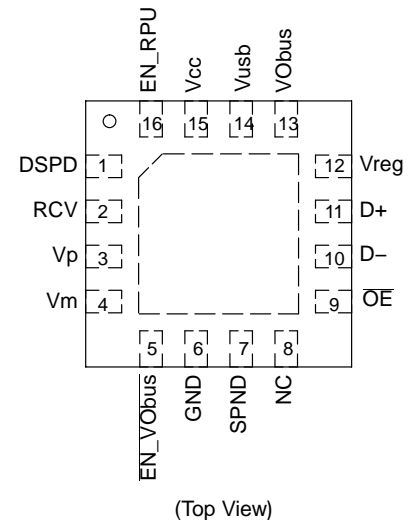 EN_RPU
Vcc
Vusb
VObus
16
15
14
13
DSPD 1
12 Vreg
RCV 2
11 D+
Vp 3
10 D−
Vm 4
9 OE
5
6
7
8
EN_VObus
GND
SPND
NC
(Top View)